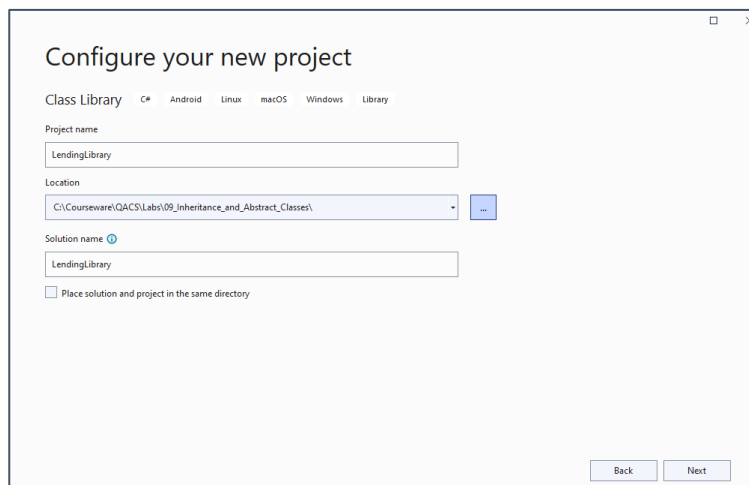 Configure your new project
Class Library C# Android Linux macOS Windows Library
Project name
LendingLibrary
Location
C:\Courseware\QACS\Labs\09_Inheritance_and_Abstract_Classes\
...
Solution name
LendingLibrary
Place solution and project in the same directory
Back Next